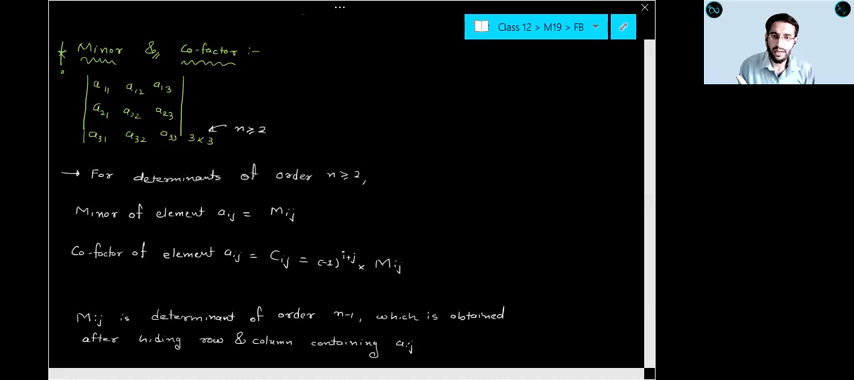 ...
Class 12 > M19 > FB
* Minor & Co-factor :-
a11 a12 a13
a21 a22 a23
a31 a32 a33 3×3 ← n≥2
→ For determinants of order n≥2,
Minor of element aij = Mij
Co-factor of element aij = Cij = (-1)^i+j × Mij
Mij is determinant of order n-1, which is obtained
after hiding row & column containing aij